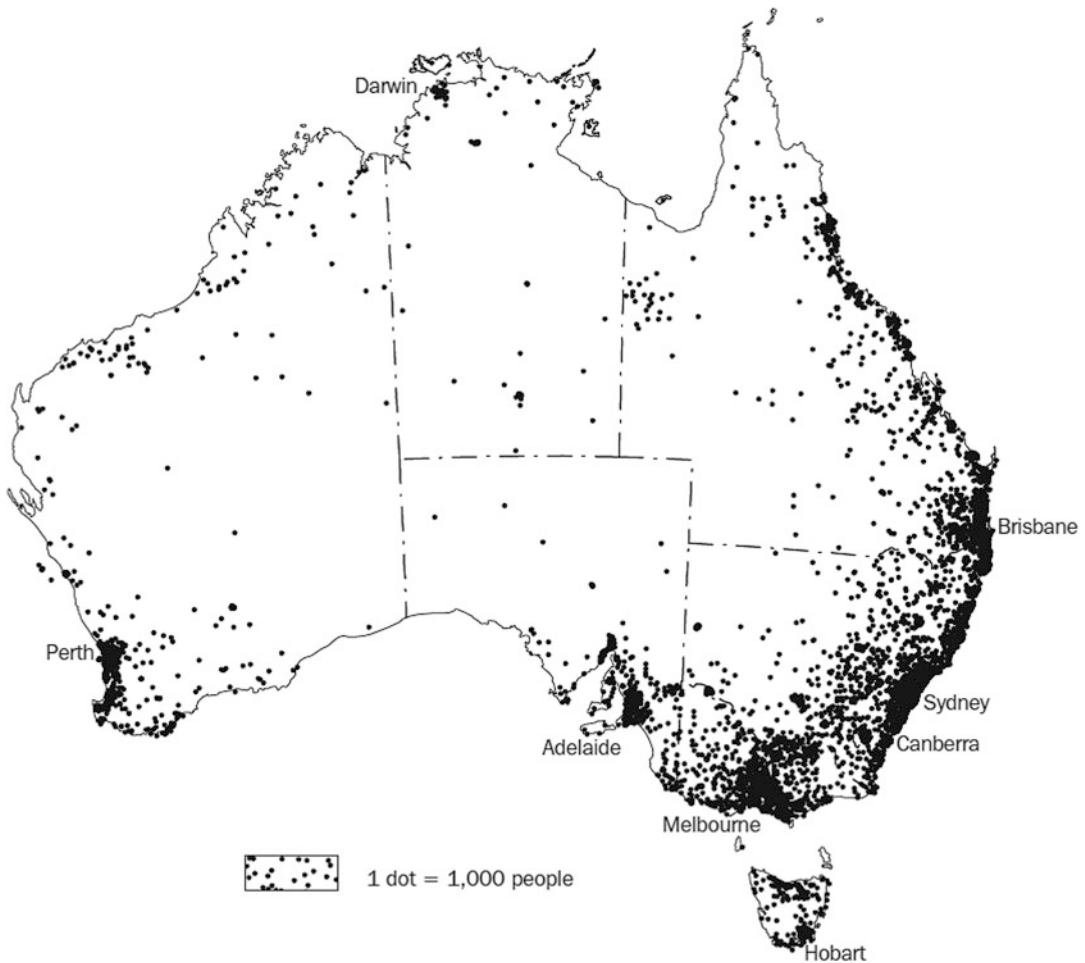 Darwin
Brisbane
Perth
Sydney
Adelaide
Canberra
Melbourne
1 dot = 1,000 people
Hobart